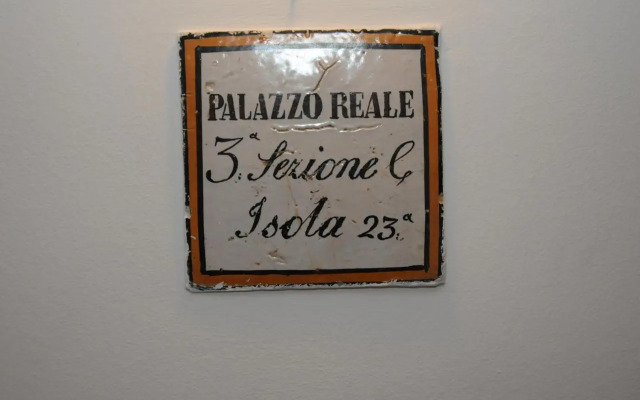 PALAZZO REALE
3.ª Sezione C
Isola 23.ª